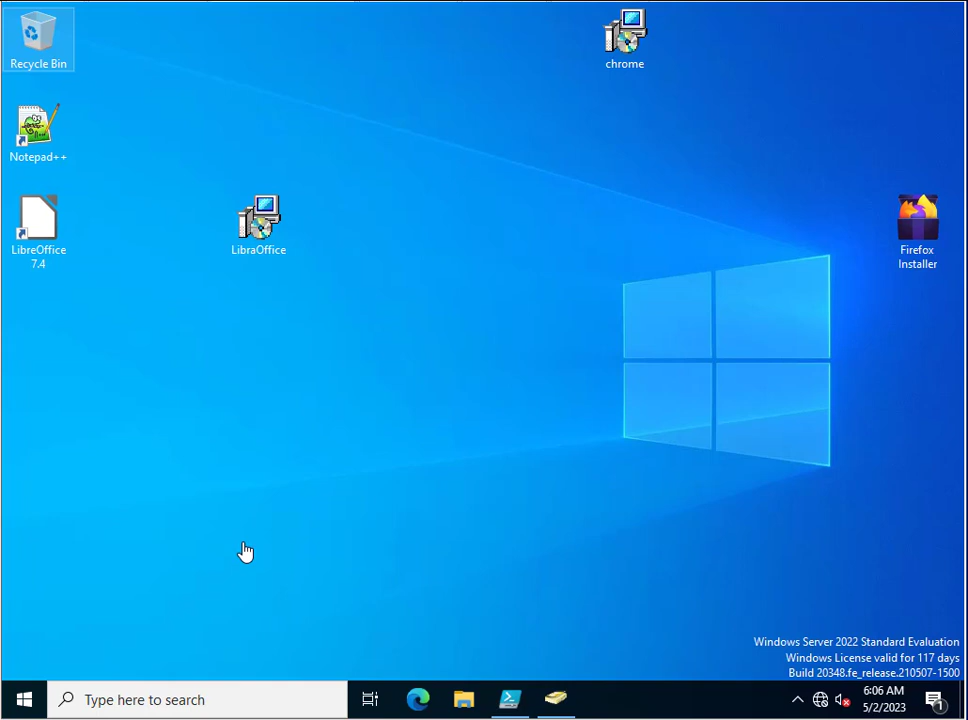 Recycle Bin
chrome
Notepad++
LibreOffice
7.4
LibraOffice
Firefox
Installer
Windows Server 2022 Standard Evaluation
Windows License valid for 117 days
Build 20348.fe_release.210507-1500
Type here to search
6:06 AM
5/2/2023
1